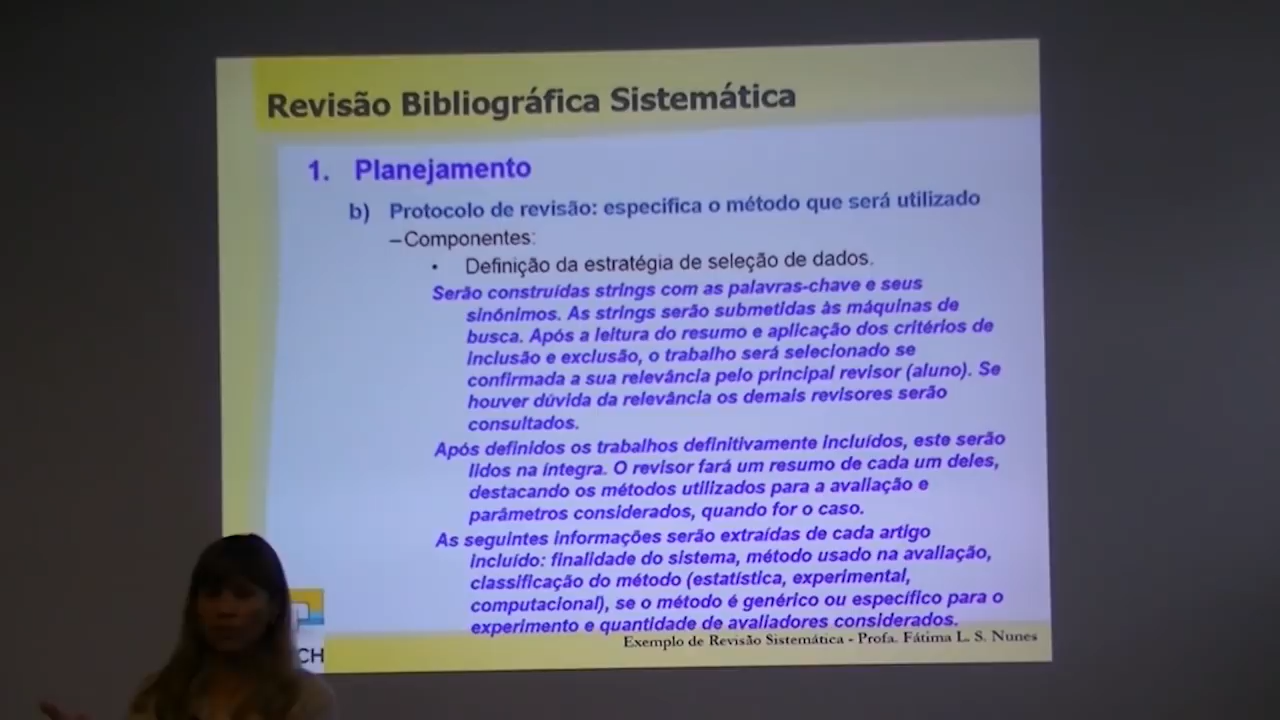 Revisão Bibliográfica Sistemática
1. Planejamento
b) Protocolo de revisão: especifica o método que será utilizado
–Componentes:
• Definição da estratégia de seleção de dados.
Serão construídas strings com as palavras-chave e seus
sinônimos. As strings serão submetidas às máquinas de
busca. Após a leitura do resumo e aplicação dos critérios de
inclusão e exclusão, o trabalho será selecionado se
confirmada a sua relevância pelo principal revisor (aluno). Se
houver dúvida da relevância os demais revisores serão
consultados.
Após definidos os trabalhos definitivamente incluídos, este serão
lidos na íntegra. O revisor fará um resumo de cada um deles,
destacando os métodos utilizados para a avaliação e
parâmetros considerados, quando for o caso.
As seguintes informações serão extraídas de cada artigo
incluído: finalidade do sistema, método usado na avaliação,
classificação do método (estatística, experimental,
computacional), se o método é genérico ou específico para o
experimento e quantidade de avaliadores considerados.
Exemplo de Revisão Sistemática - Profa. Fátima L. S. Nunes
CH